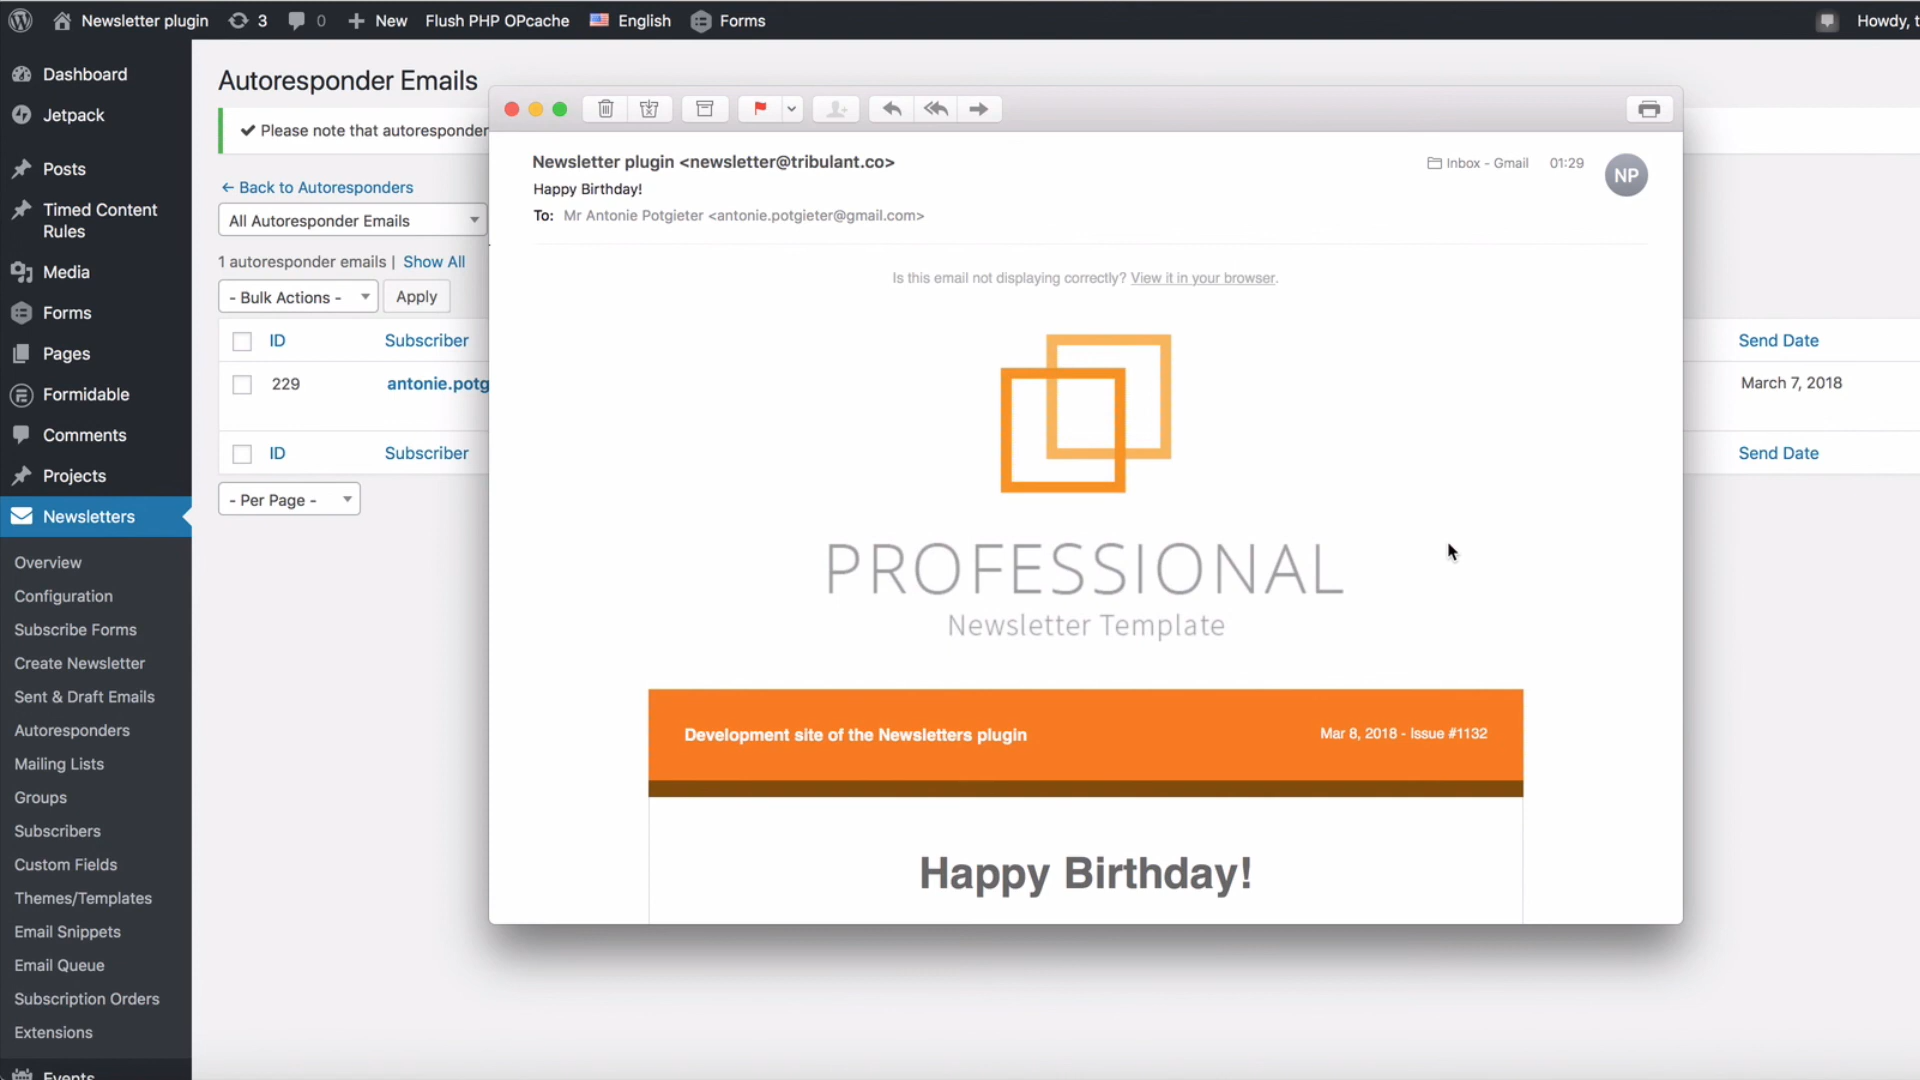 Newsletter plugin 3 0 New Flush PHP OPcache English Forms Howdy, t
Dashboard
Jetpack
Posts
Timed Content
Rules
Media
Forms
Pages
Formidable
Comments
Projects
Newsletters
Overview
Configuration
Subscribe Forms
Create Newsletter
Sent & Draft Emails
Autoresponders
Mailing Lists
Groups
Subscribers
Custom Fields
Themes/Templates
Email Snippets
Email Queue
Subscription Orders
Extensions
Events
Autoresponder Emails
Please note that autoresponder
← Back to Autoresponders
All Autoresponder Emails
1 autoresponder emails | Show All
- Bulk Actions - Apply
ID Subscriber Send Date
229 antonie.potg March 7, 2018
ID Subscriber Send Date
- Per Page -
Newsletter plugin <newsletter@tribulant.co> Inbox - Gmail 01:29 NP
Happy Birthday!
To: Mr Antonie Potgieter <antonie.potgieter@gmail.com>
Is this email not displaying correctly? View it in your browser.
PROFESSIONAL
Newsletter Template
Development site of the Newsletters plugin Mar 8, 2018 - Issue #1132
Happy Birthday!